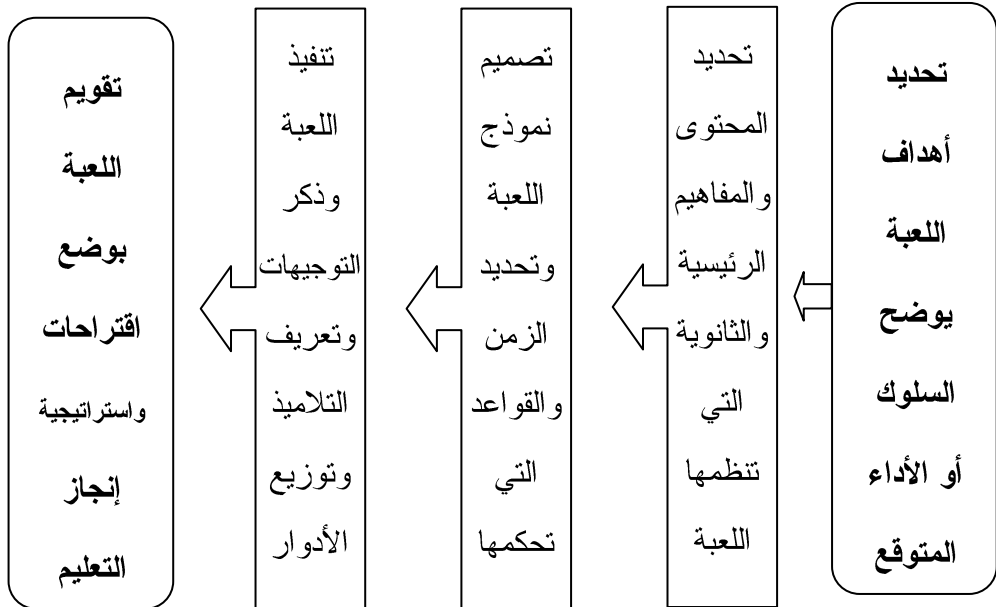 تحديد
أهداف
اللعبة
يوضح
السلوك
أو الأداء
المتوقع
تحديد
المحتوى
والمفاهيم
الرئيسية
والثانوية
التي
تنظمها
اللعبة
تصميم
نموذج
اللعبة
وتحديد
الزمن
والقواعد
التي
تحكمها
تنفيذ
اللعبة
وذكر
التوجيهات
وتعريف
التلاميذ
وتوزيع
الأدوار
تقويم
اللعبة
بوضع
اقتراحات
واستراتيجية
إنجاز
التعليم